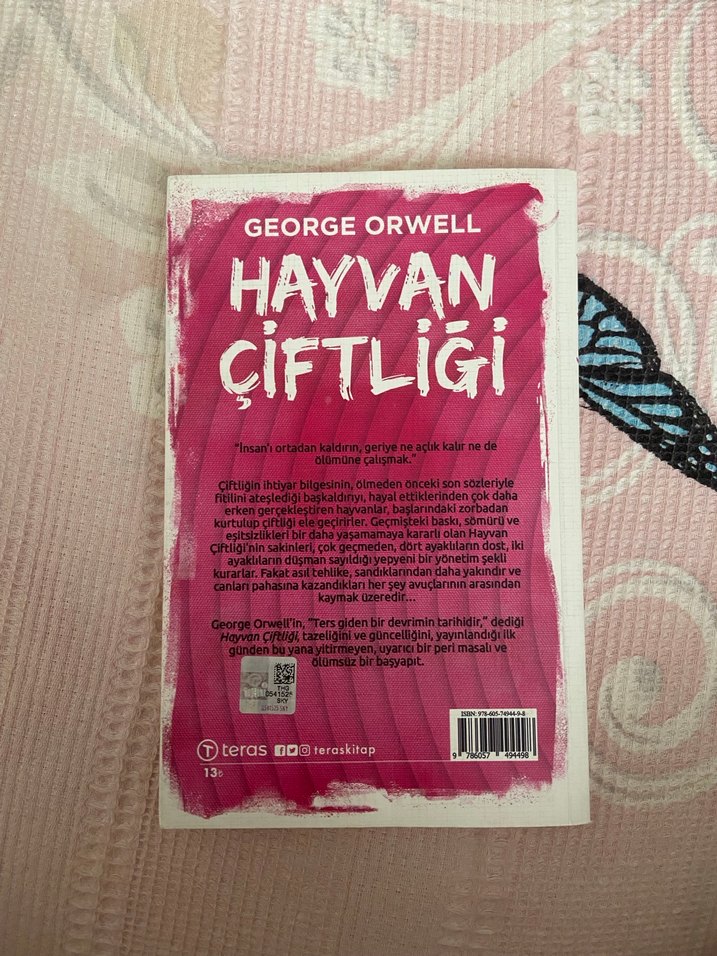 GEORGE ORWELL
HAYVAN
ÇİFTLİĞİ
“İnsan'ı ortadan kaldırın, geriye ne açlık kalır ne de
ölümüne çalışmak.”
Çiftliğin ihtiyar bilgesinin, ölmeden önceki son sözleriyle
fitilini ateşlediği başkaldırıyı, hayal ettiklerinden çok daha
erken gerçekleştiren hayvanlar, başlarındaki zorbadan
kurtulup çiftliği ele geçirirler. Geçmişteki baskı, sömürü ve
eşitsizlikleri bir daha yaşamamaya kararlı olan Hayvan
Çiftliği'nin sakinleri, çok geçmeden, dört ayaklıların dost, iki
ayaklıların düşman sayıldığı yepyeni bir yönetim şekli
kurarlar. Fakat asıl tehlike, sandıklarından daha yakındır ve
canları pahasına kazandıkları her şey avuçlarının arasından
kaymak üzeredir...
George Orwell'in, “Ters giden bir devrimin tarihidir,” dediği
Hayvan Çiftliği, tazeliğini ve güncelliğini, yayınlandığı ilk
günden bu yana yitirmeyen, uyarıcı bir peri masalı ve
ölümsüz bir başyapıt.
THG
054152
SKY
ISBN: 978-605-74944-9-8
9 786057 494498
T teras teraskitap
13₺